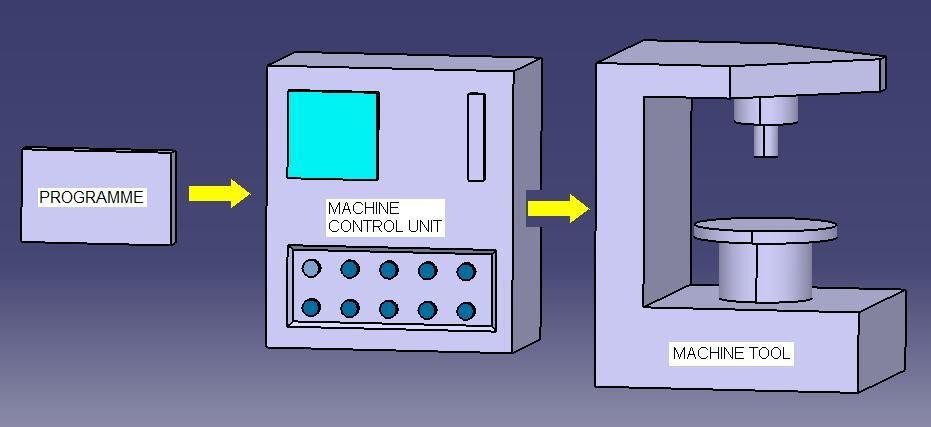 PROGRAMME
MACHINE
CONTROL UNIT
MACHINE TOOL